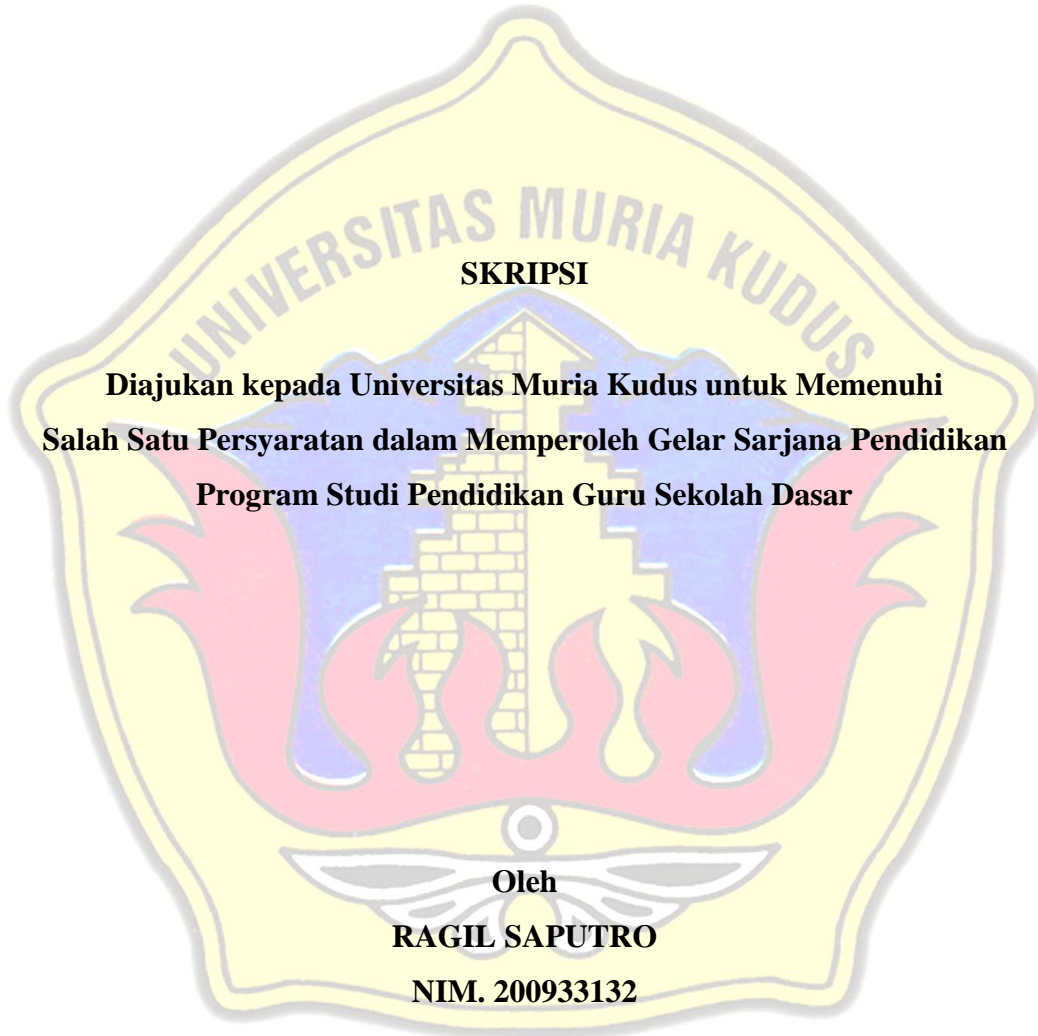 UNIVERSITAS MURIA KUDUS
SKRIPSI
Diajukan kepada Universitas Muria Kudus untuk Memenuhi
Salah Satu Persyaratan dalam Memperoleh Gelar Sarjana Pendidikan
Program Studi Pendidikan Guru Sekolah Dasar
Oleh
RAGIL SAPUTRO
NIM. 200933132